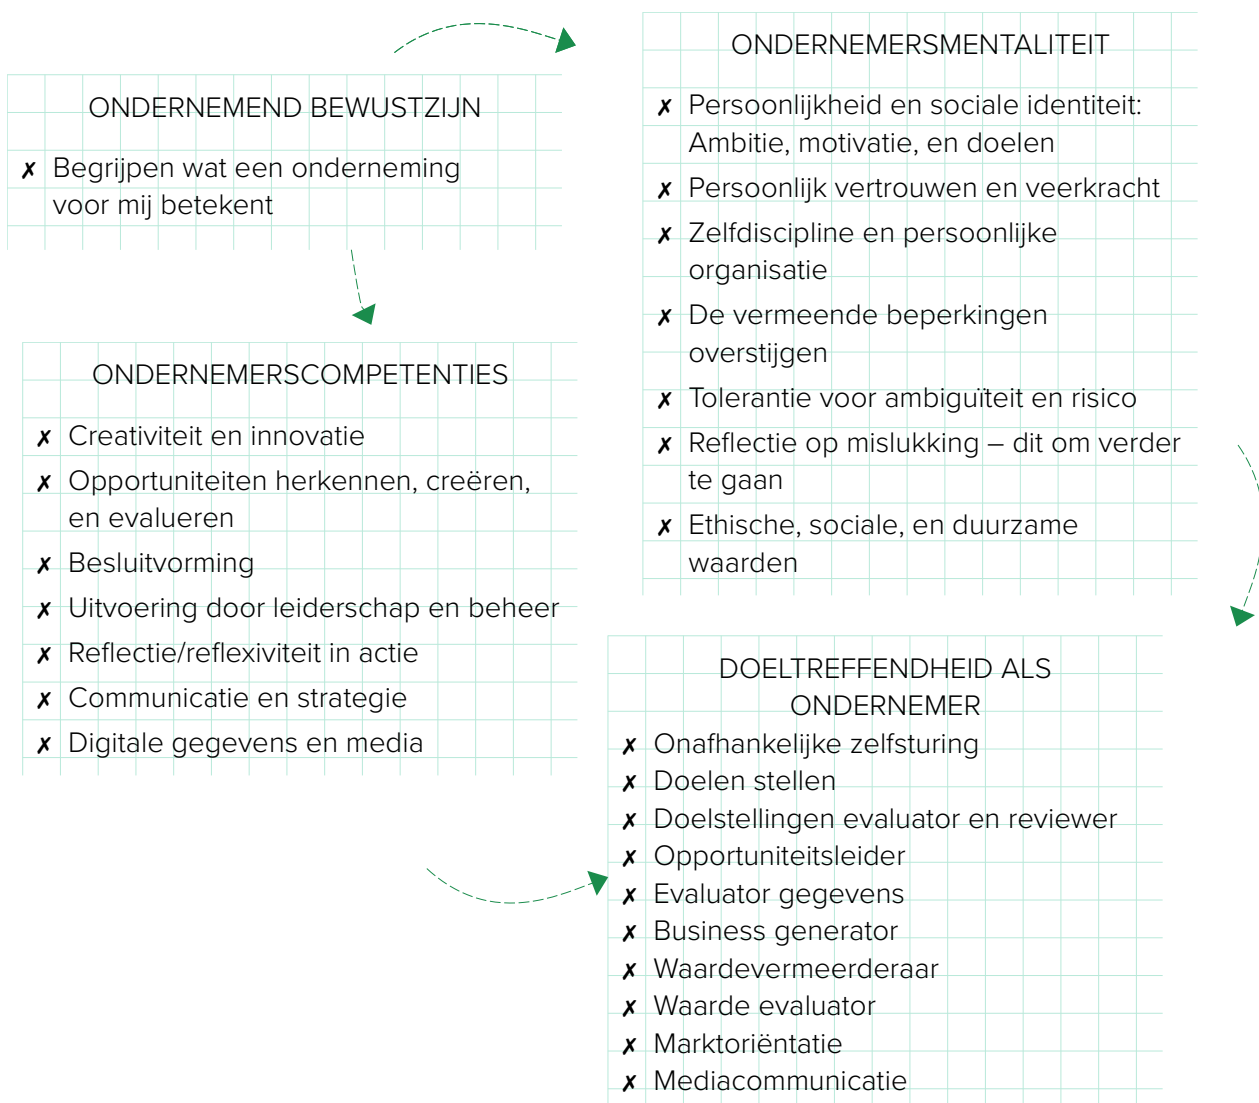 ONDERNEMEND BEWUSTZIJN
✗ Begrijpen wat een onderneming
voor mij betekent
ONDERNEMERSMENTALITEIT
✗ Persoonlijkheid en sociale identiteit:
Ambitie, motivatie, en doelen
✗ Persoonlijk vertrouwen en veerkracht
✗ Zelfdiscipline en persoonlijke
organisatie
✗ De vermeende beperkingen
overstijgen
✗ Tolerantie voor ambiguïteit en risico
✗ Reflectie op mislukking – dit om verder
te gaan
✗ Ethische, sociale, en duurzame
waarden
ONDERNEMERSCOMPETENTIES
✗ Creativiteit en innovatie
✗ Opportuniteiten herkennen, creëren,
en evalueren
✗ Besluitvorming
✗ Uitvoering door leiderschap en beheer
✗ Reflectie/reflexiviteit in actie
✗ Communicatie en strategie
✗ Digitale gegevens en media
DOELTREFFENDHEID ALS
ONDERNEMER
✗ Onafhankelijke zelfsturing
✗ Doelen stellen
✗ Doelstellingen evaluator en reviewer
✗ Opportuniteitsleider
✗ Evaluator gegevens
✗ Business generator
✗ Waardevermeerderaar
✗ Waarde evaluator
✗ Marktoriëntatie
✗ Mediacommunicatie